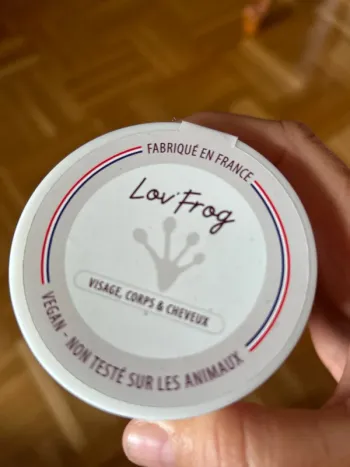 FABRIQUÉ EN FRANCE
Lov'Frog
VISAGE, CORPS & CHEVEUX
VEGAN - NON TESTÉ SUR LES ANIMAUX